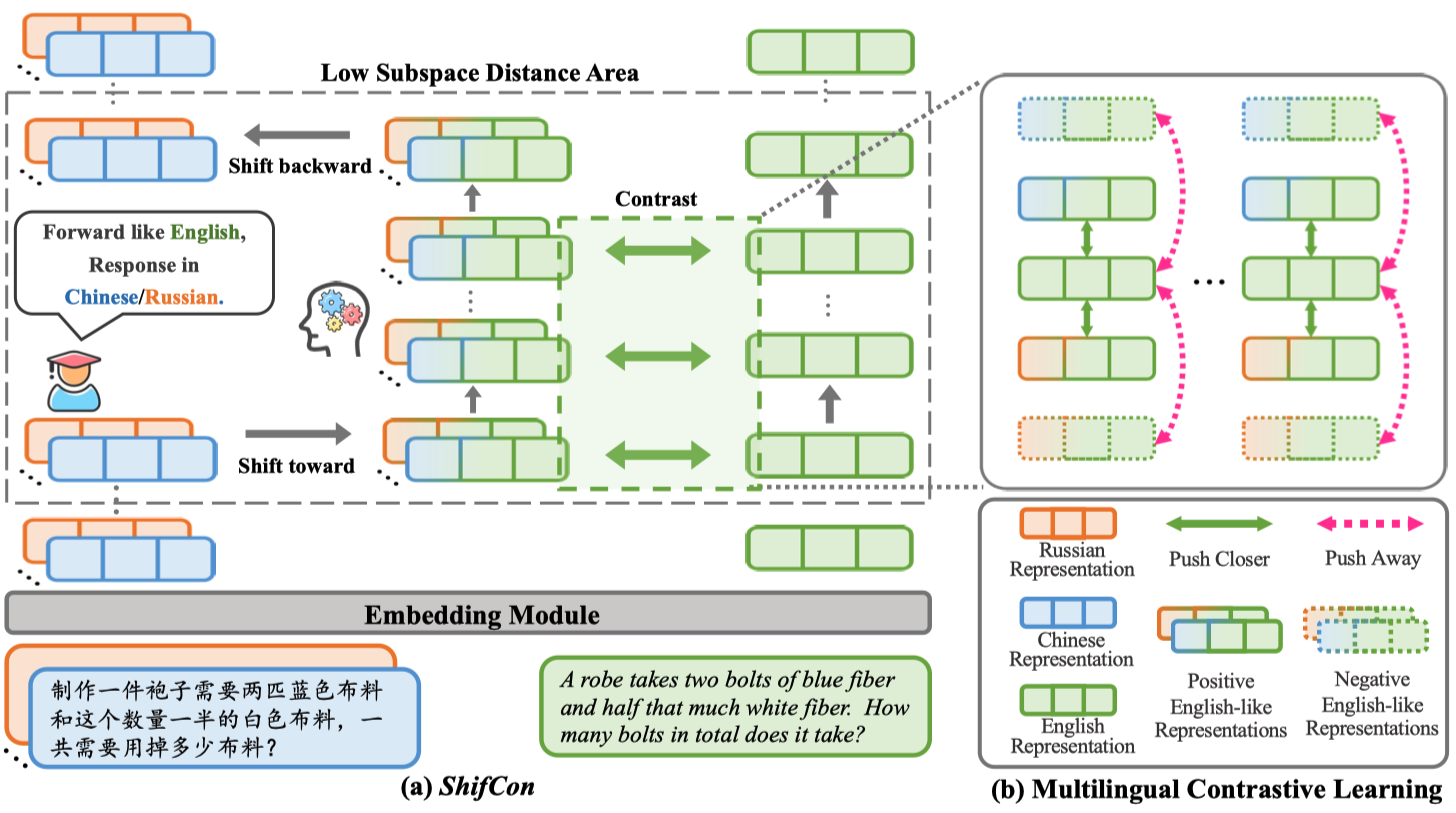 Low Subspace Distance Area
Shift backward
Contrast
Forward like English,
Response in
Chinese/Russian.
Shift toward
Embedding Module
制作一件袍子需要两匹蓝色布料
和这个数量一半的白色布料，一
共需要用掉多少布料？
A robe takes two bolts of blue fiber
and half that much white fiber. How
many bolts in total does it take?
(a) ShifCon
Russian
Representation
Push Closer
Push Away
Chinese
Representation
English
Representation
Positive
English-like
Representations
Negative
English-like
Representations
(b) Multilingual Contrastive Learning